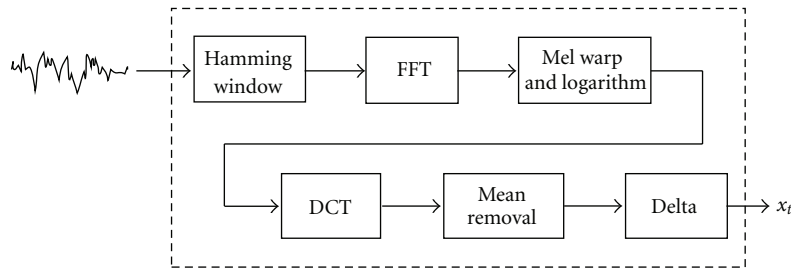 Hamming
window
FFT
Mel warp
and logarithm
DCT
Mean
removal
Delta
x_t